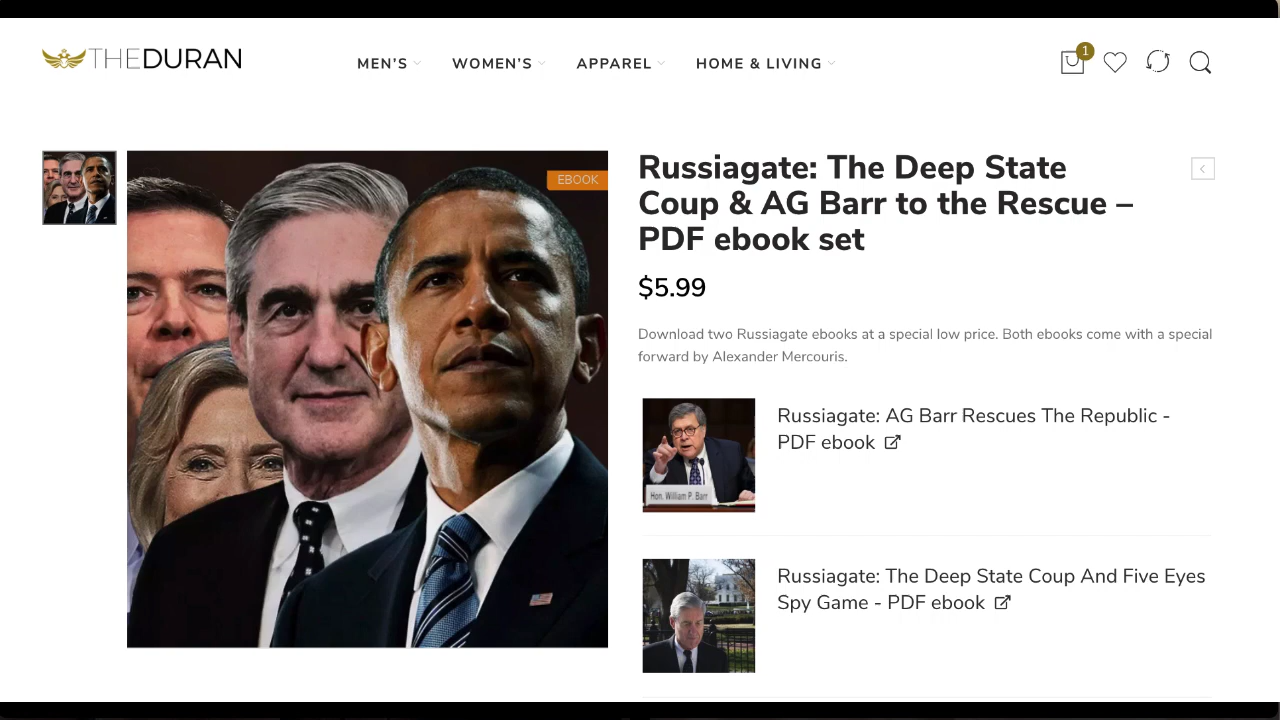 THEDURAN
MEN'S
WOMEN'S
APPAREL
HOME & LIVING
1
EBOOK
Russiagate: The Deep State
Coup & AG Barr to the Rescue –
PDF ebook set
$5.99
Download two Russiagate ebooks at a special low price. Both ebooks come with a special
forward by Alexander Mercouris.
Hon. William P. Barr
Russiagate: AG Barr Rescues The Republic -
PDF ebook
Russiagate: The Deep State Coup And Five Eyes
Spy Game - PDF ebook